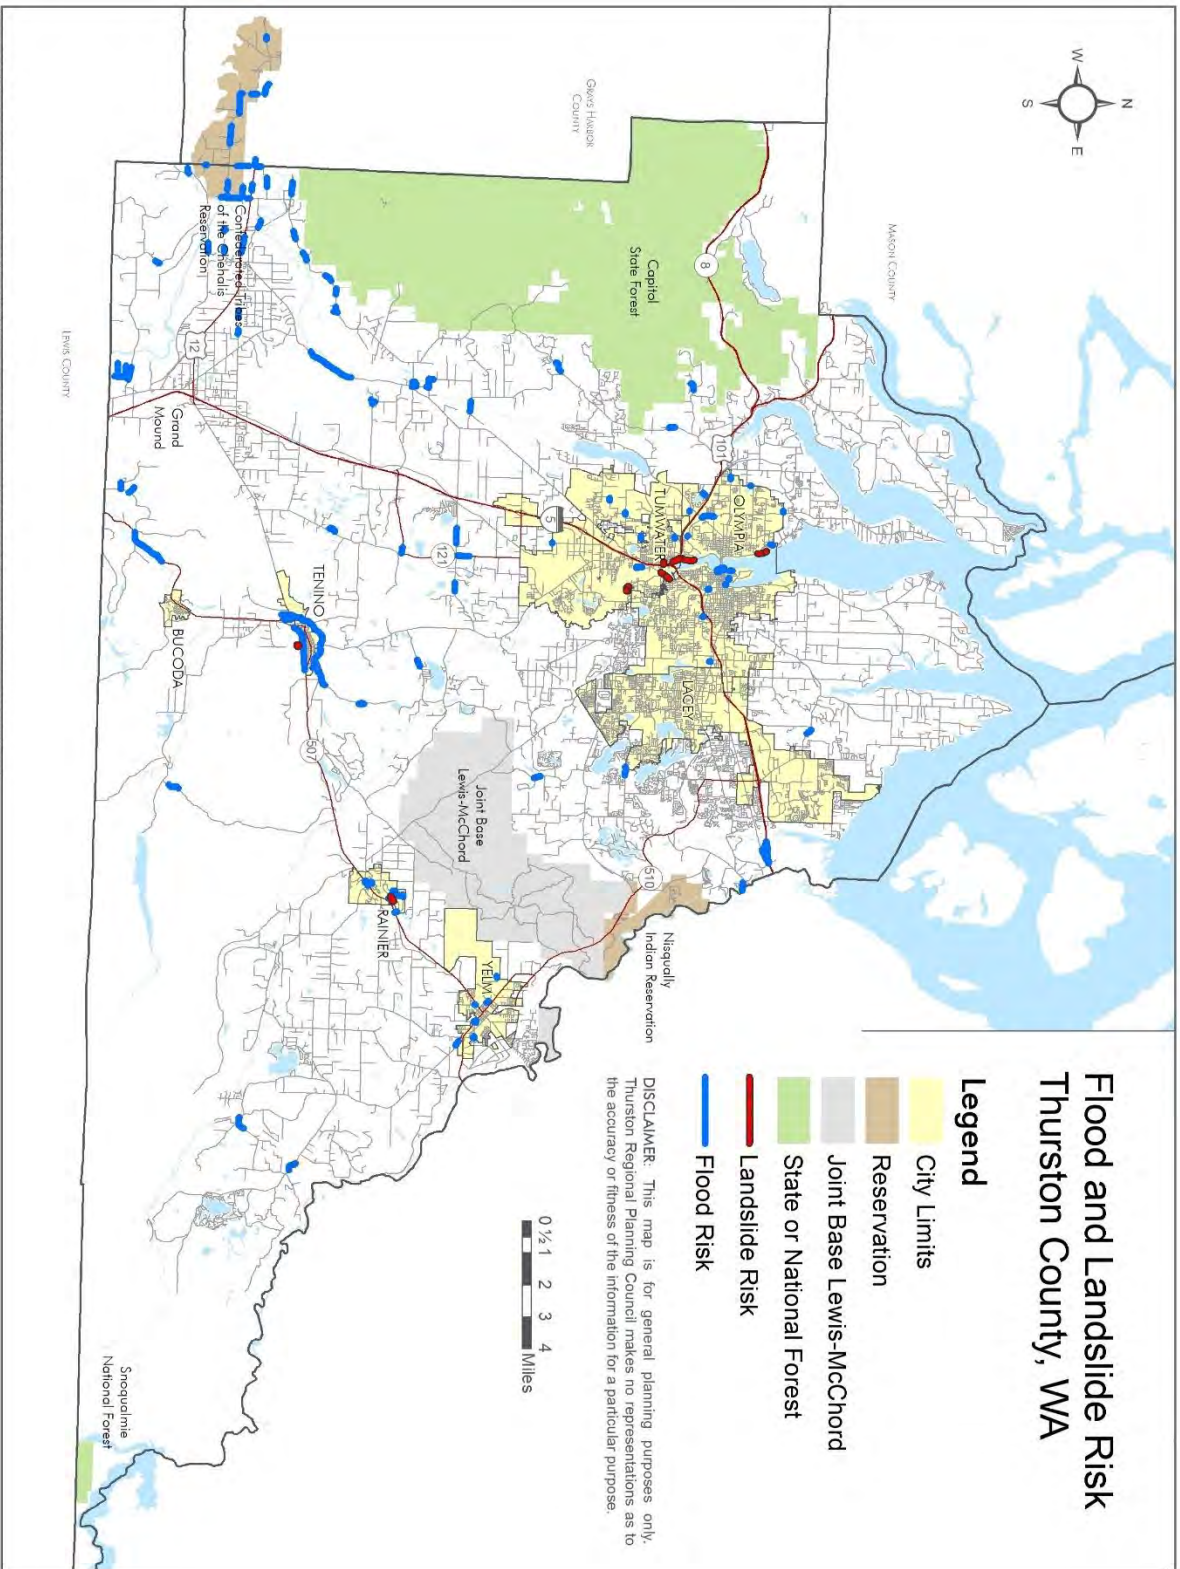 Flood and Landslide Risk
Thurston County, WA
Legend
City Limits
Reservation
Joint Base Lewis-McChord
State or National Forest
Landslide Risk
Flood Risk
DISCLAIMER: This map is for general planning purposes only.
Thurston Regional Planning Council makes no representations as to
the accuracy or fitness of the information for a particular purpose.
0 ½ 1 2 3 4
Miles
N
W
E
S
MASON COUNTY
GRAYS HARBOR
COUNTY
LEWIS COUNTY
Capitol
State Forest
8
101
OLYMPIA
TUMWATER
LACEY
5
121
510
Nisqually
Indian Reservation
Joint Base
Lewis-McChord
YELM
RAINIER
507
TENINO
BUCODA
Grand
Mound
12
Confederated Tribes
of the Chehalis
Reservation
Snoqualmie
National Forest